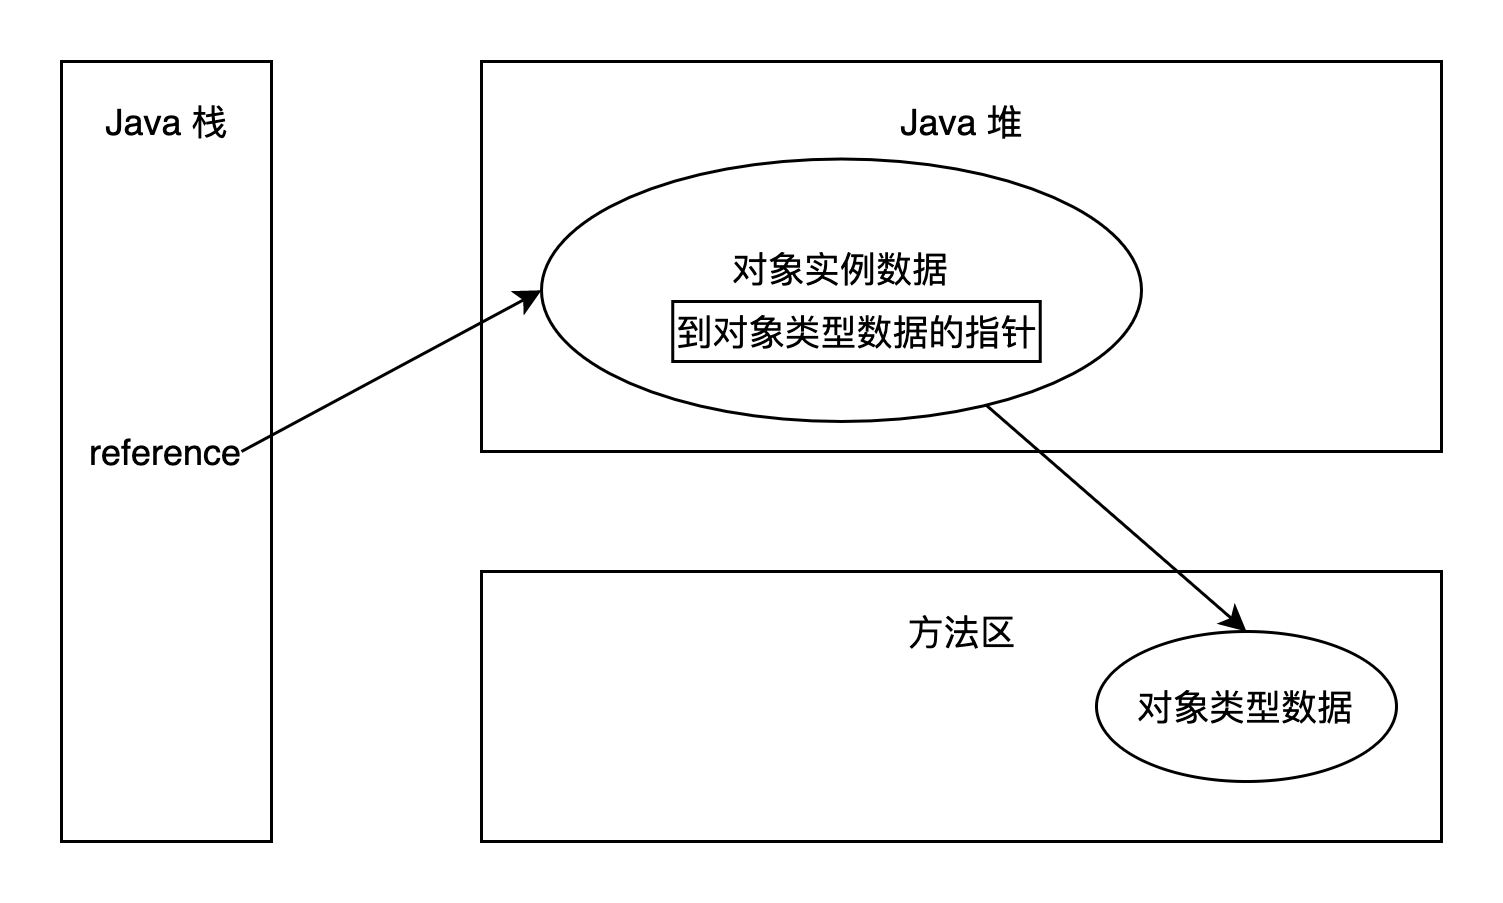 Java 栈
Java 堆
对象实例数据
到对象类型数据的指针
reference
方法区
对象类型数据